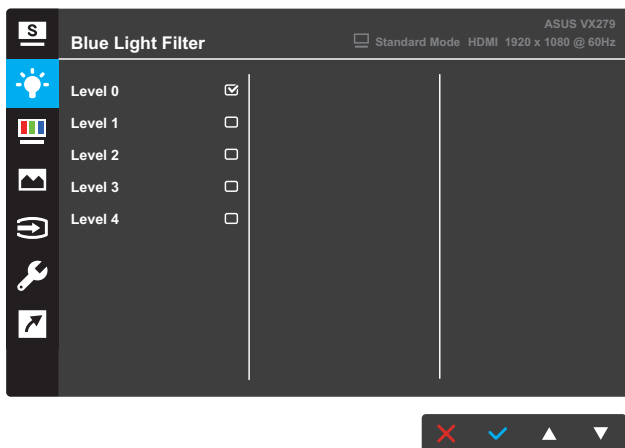 S
ASUS VX279
Blue Light Filter
Standard Mode HDMI 1920 x 1080 @ 60Hz
Level 0
Level 1
Level 2
Level 3
Level 4